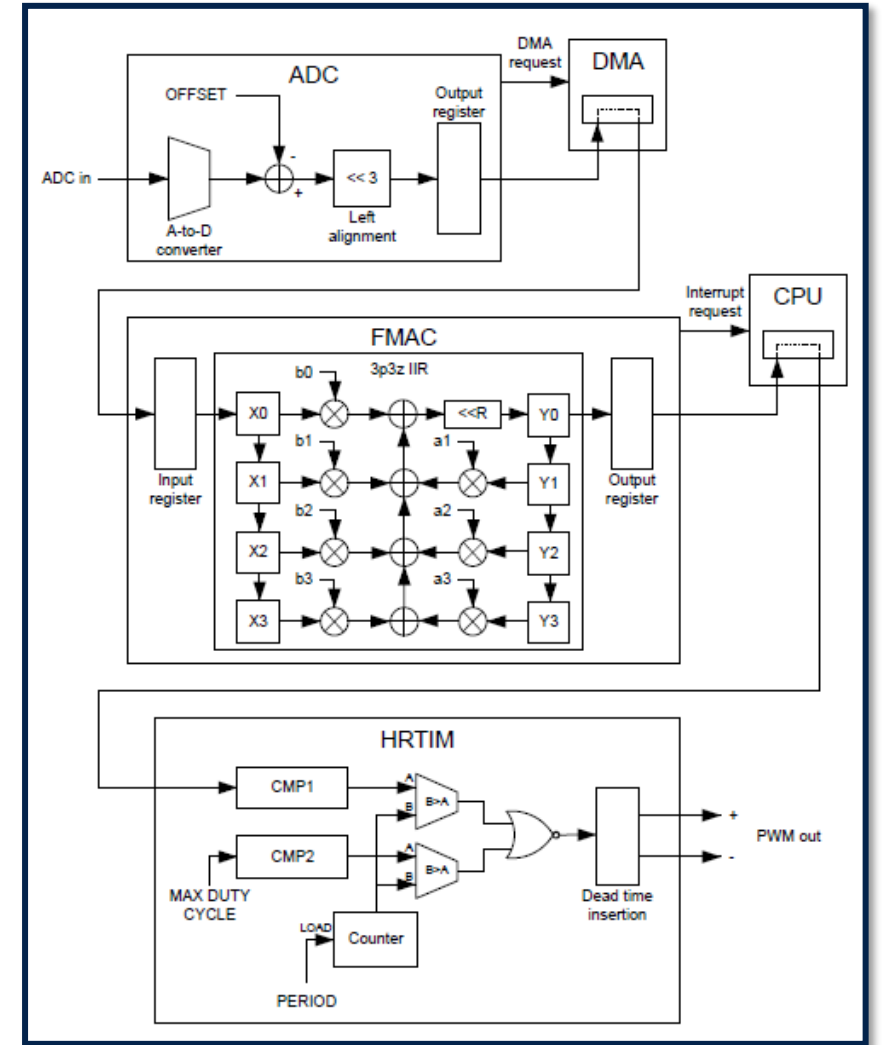 DMA
request
DMA
ADC
OFFSET
Output
register
-
+
ADC in
<< 3
A-to-D
converter
Left
alignment
Interrupt
request
CPU
FMAC
3p3z IIR
b0
X0
<<R
Y0
b1
a1
X1
Y1
Input
register
Output
register
b2
a2
X2
Y2
b3
a3
X3
Y3
HRTIM
CMP1
A
B>A
B
+
PWM out
-
CMP2
A
B>A
B
MAX DUTY
CYCLE
Dead time
insertion
LOAD
Counter
PERIOD